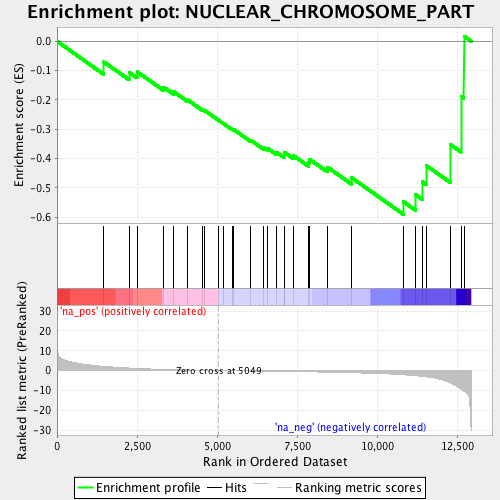 Enrichment plot: NUCLEAR_CHROMOSOME_PART
Enrichment score (ES)
0.0
-0.1
-0.2
-0.3
-0.4
-0.5
-0.6
'na_pos' (positively correlated)
Ranked list metric (PreRanked)
30
20
10
0
-10
-20
-30
Zero cross at 5049
'na_neg' (negatively correlated)
0
2,500
5,000
7,500
10,000
12,500
Rank in Ordered Dataset
Enrichment profile
Hits
Ranking metric scores